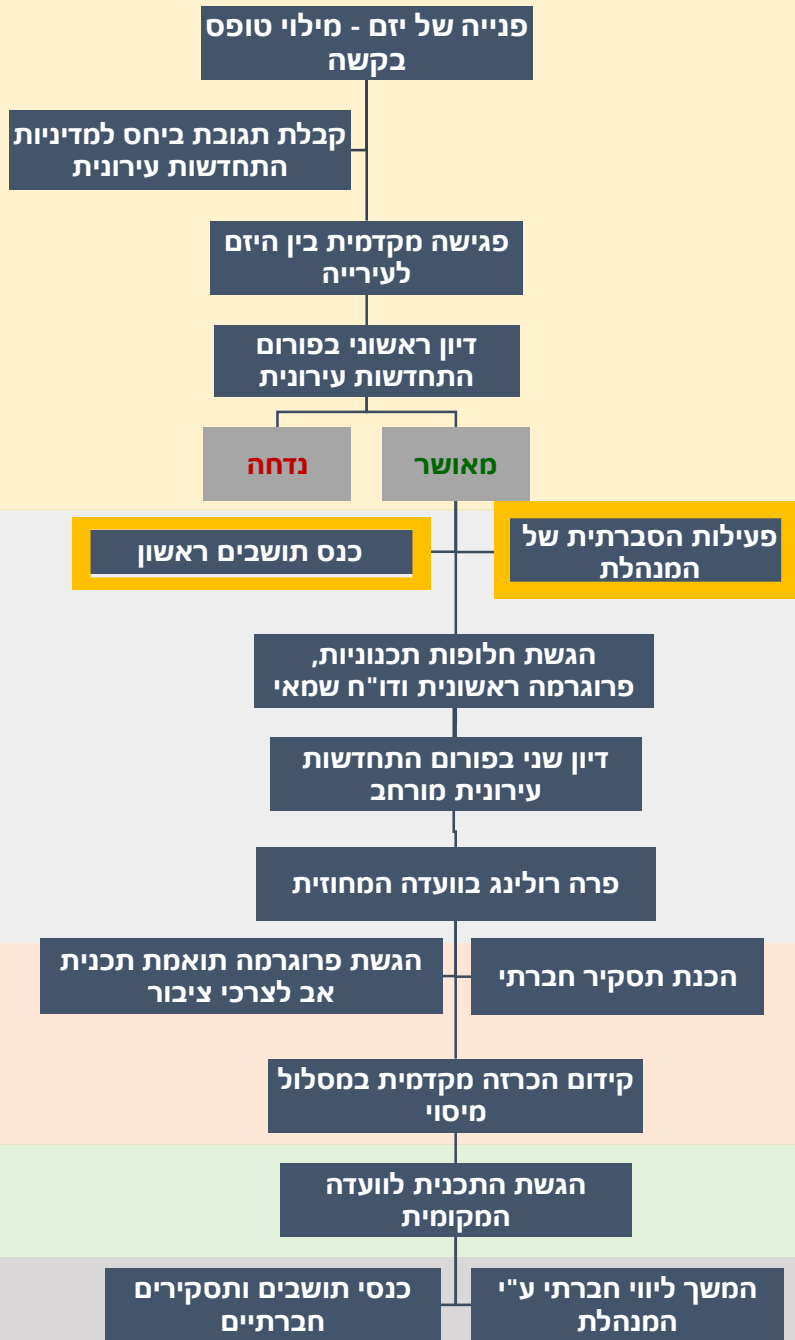 פנייה של יזם - מילוי טופס
בקשה
קבלת תגובת ביחס למדיניות
התחדשות עירונית
פגישה מקדמית בין היזם
לעירייה
דיון ראשוני בפורום
התחדשות עירונית
מאושר
נדחה
פעילות הסברתית של
המנהלת
כנס תושבים ראשון
הגשת חלופות תכנוניות,
פרוגרמה ראשונית ודו"ח שמאי
דיון שני בפורום התחדשות
עירונית מורחב
פרה רולינג בוועדה המחוזית
הכנת תסקיר חברתי
הגשת פרוגרמה תואמת תכנית
אב לצרכי ציבור
קידום הכרזה מקדמית במסלול
מיסוי
הגשת התכנית לוועדה
המקומית
המשך ליווי חברתי ע"י
המנהלת
כנסי תושבים ותסקירים
חברתיים